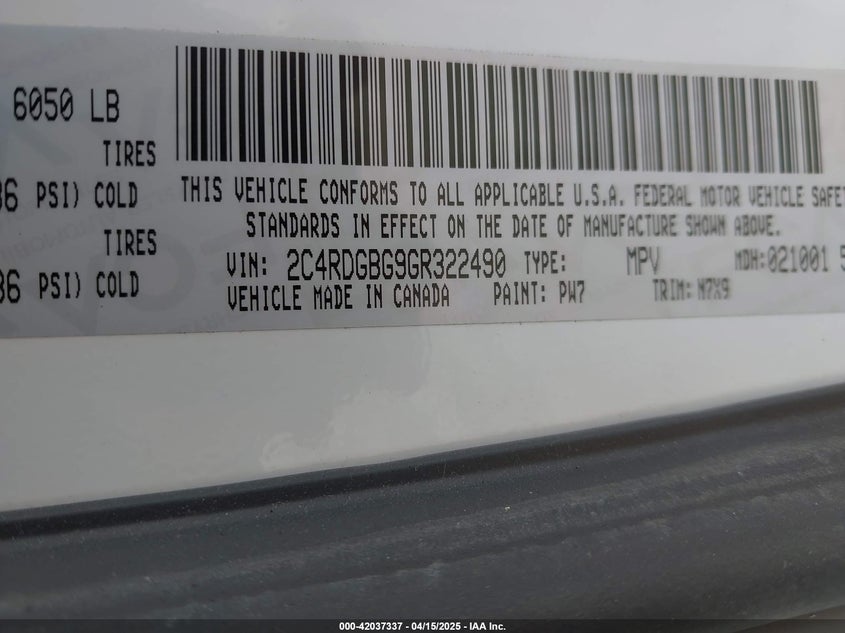 6050 LB
TIRES
36 PSI) COLD
TIRES
36 PSI) COLD
THIS VEHICLE CONFORMS TO ALL APPLICABLE U.S.A. FEDERAL MOTOR VEHICLE SAFET
STANDARDS IN EFFECT ON THE DATE OF MANUFACTURE SHOWN ABOVE.
VIN: 2C4RDGBG9GR322490 TYPE: MPV MDH:021001 5
VEHICLE MADE IN CANADA PAINT: PW7 TRIM: N7X9
000-42037337 - 04/15/2025 - IAA Inc.